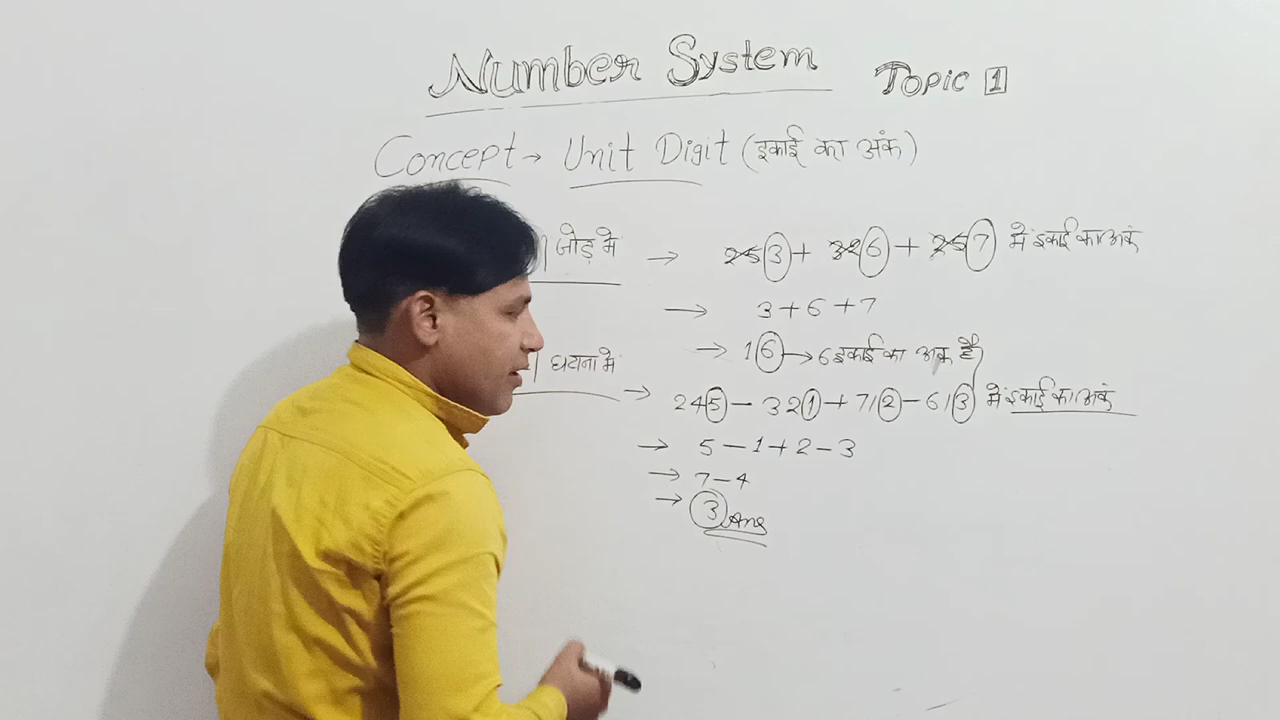 Number System Topic 1
Concept → Unit Digit (इकाई का अंक)
जोड़ मे → 253 + 326 + 257 में इकाई का अंक
→ 3 + 6 + 7
→ 16 → 6 इकाई का अंक है
घटाना मे → 245 - 321 + 712 - 613 में इकाई का अंक
→ 5 - 1 + 2 - 3
→ 7 - 4
→ 3 Ans